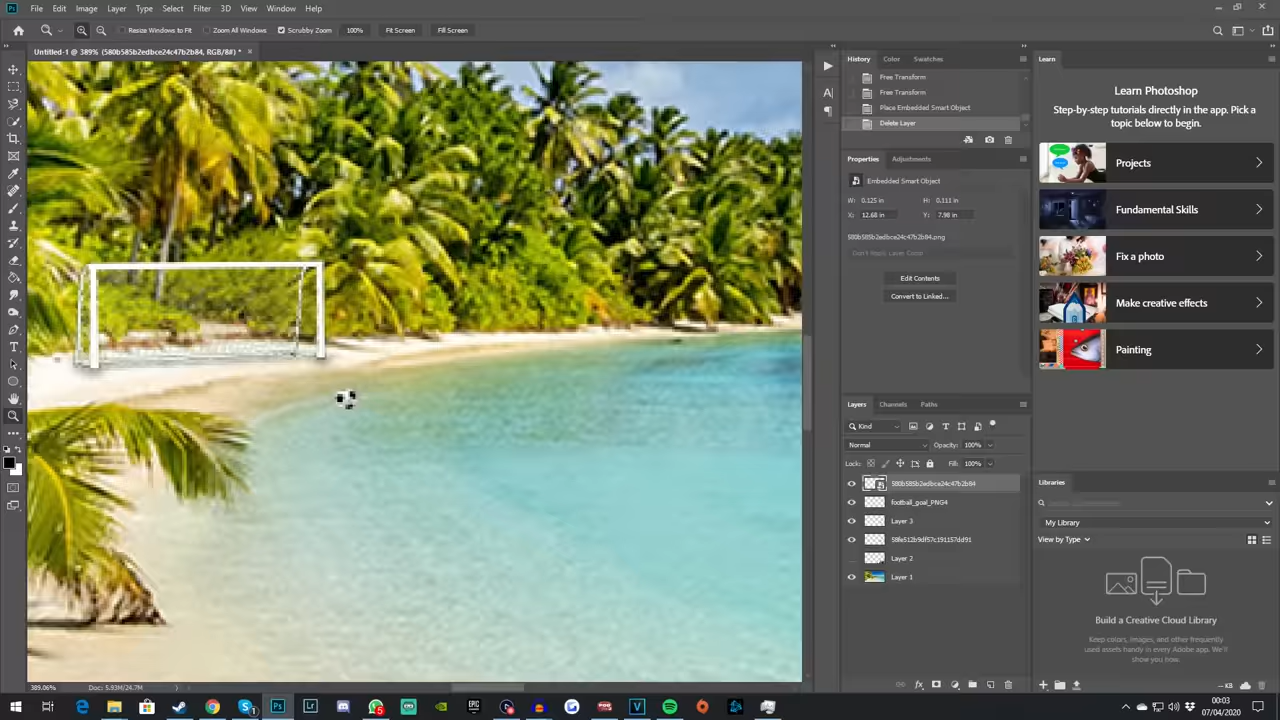 Ps File Edit Image Layer Type Select Filter 3D View Window Help
Resize Windows to Fit Zoom All Windows Scrubby Zoom 100% Fit Screen Fill Screen
Untitled-1 @ 389% (580b585b2edbce24c47b2b84, RGB/8#) * ×
History Color Swatches
Free Transform
Free Transform
Place Embedded Smart Object
Delete Layer
Properties Adjustments
Embedded Smart Object
W: 0.125 in H: 0.111 in
X: 12.68 in Y: 7.98 in
580b585b2edbce24c47b2b84.png
Edit Contents
Convert to Linked...
Layers Channels Paths
Kind
Normal Opacity: 100%
Lock: Fill: 100%
580b585b2edbce24c47b2b84
football_goal_PNG4
Layer 3
58fe512b9df57c191157dd91
Layer 2
Layer 1
fx
Learn
Learn Photoshop
Step-by-step tutorials directly in the app. Pick a
topic below to begin.
Projects
Fundamental Skills
Fix a photo
Make creative effects
Painting
Libraries
My Library
View by Type
Build a Creative Cloud Library
Keep colors, images, and other frequently
used assets handy in every Adobe app. We'll
show you how.
-- KB
389.06% Doc: 5.93M/24.7M
00:03
07/04/2020